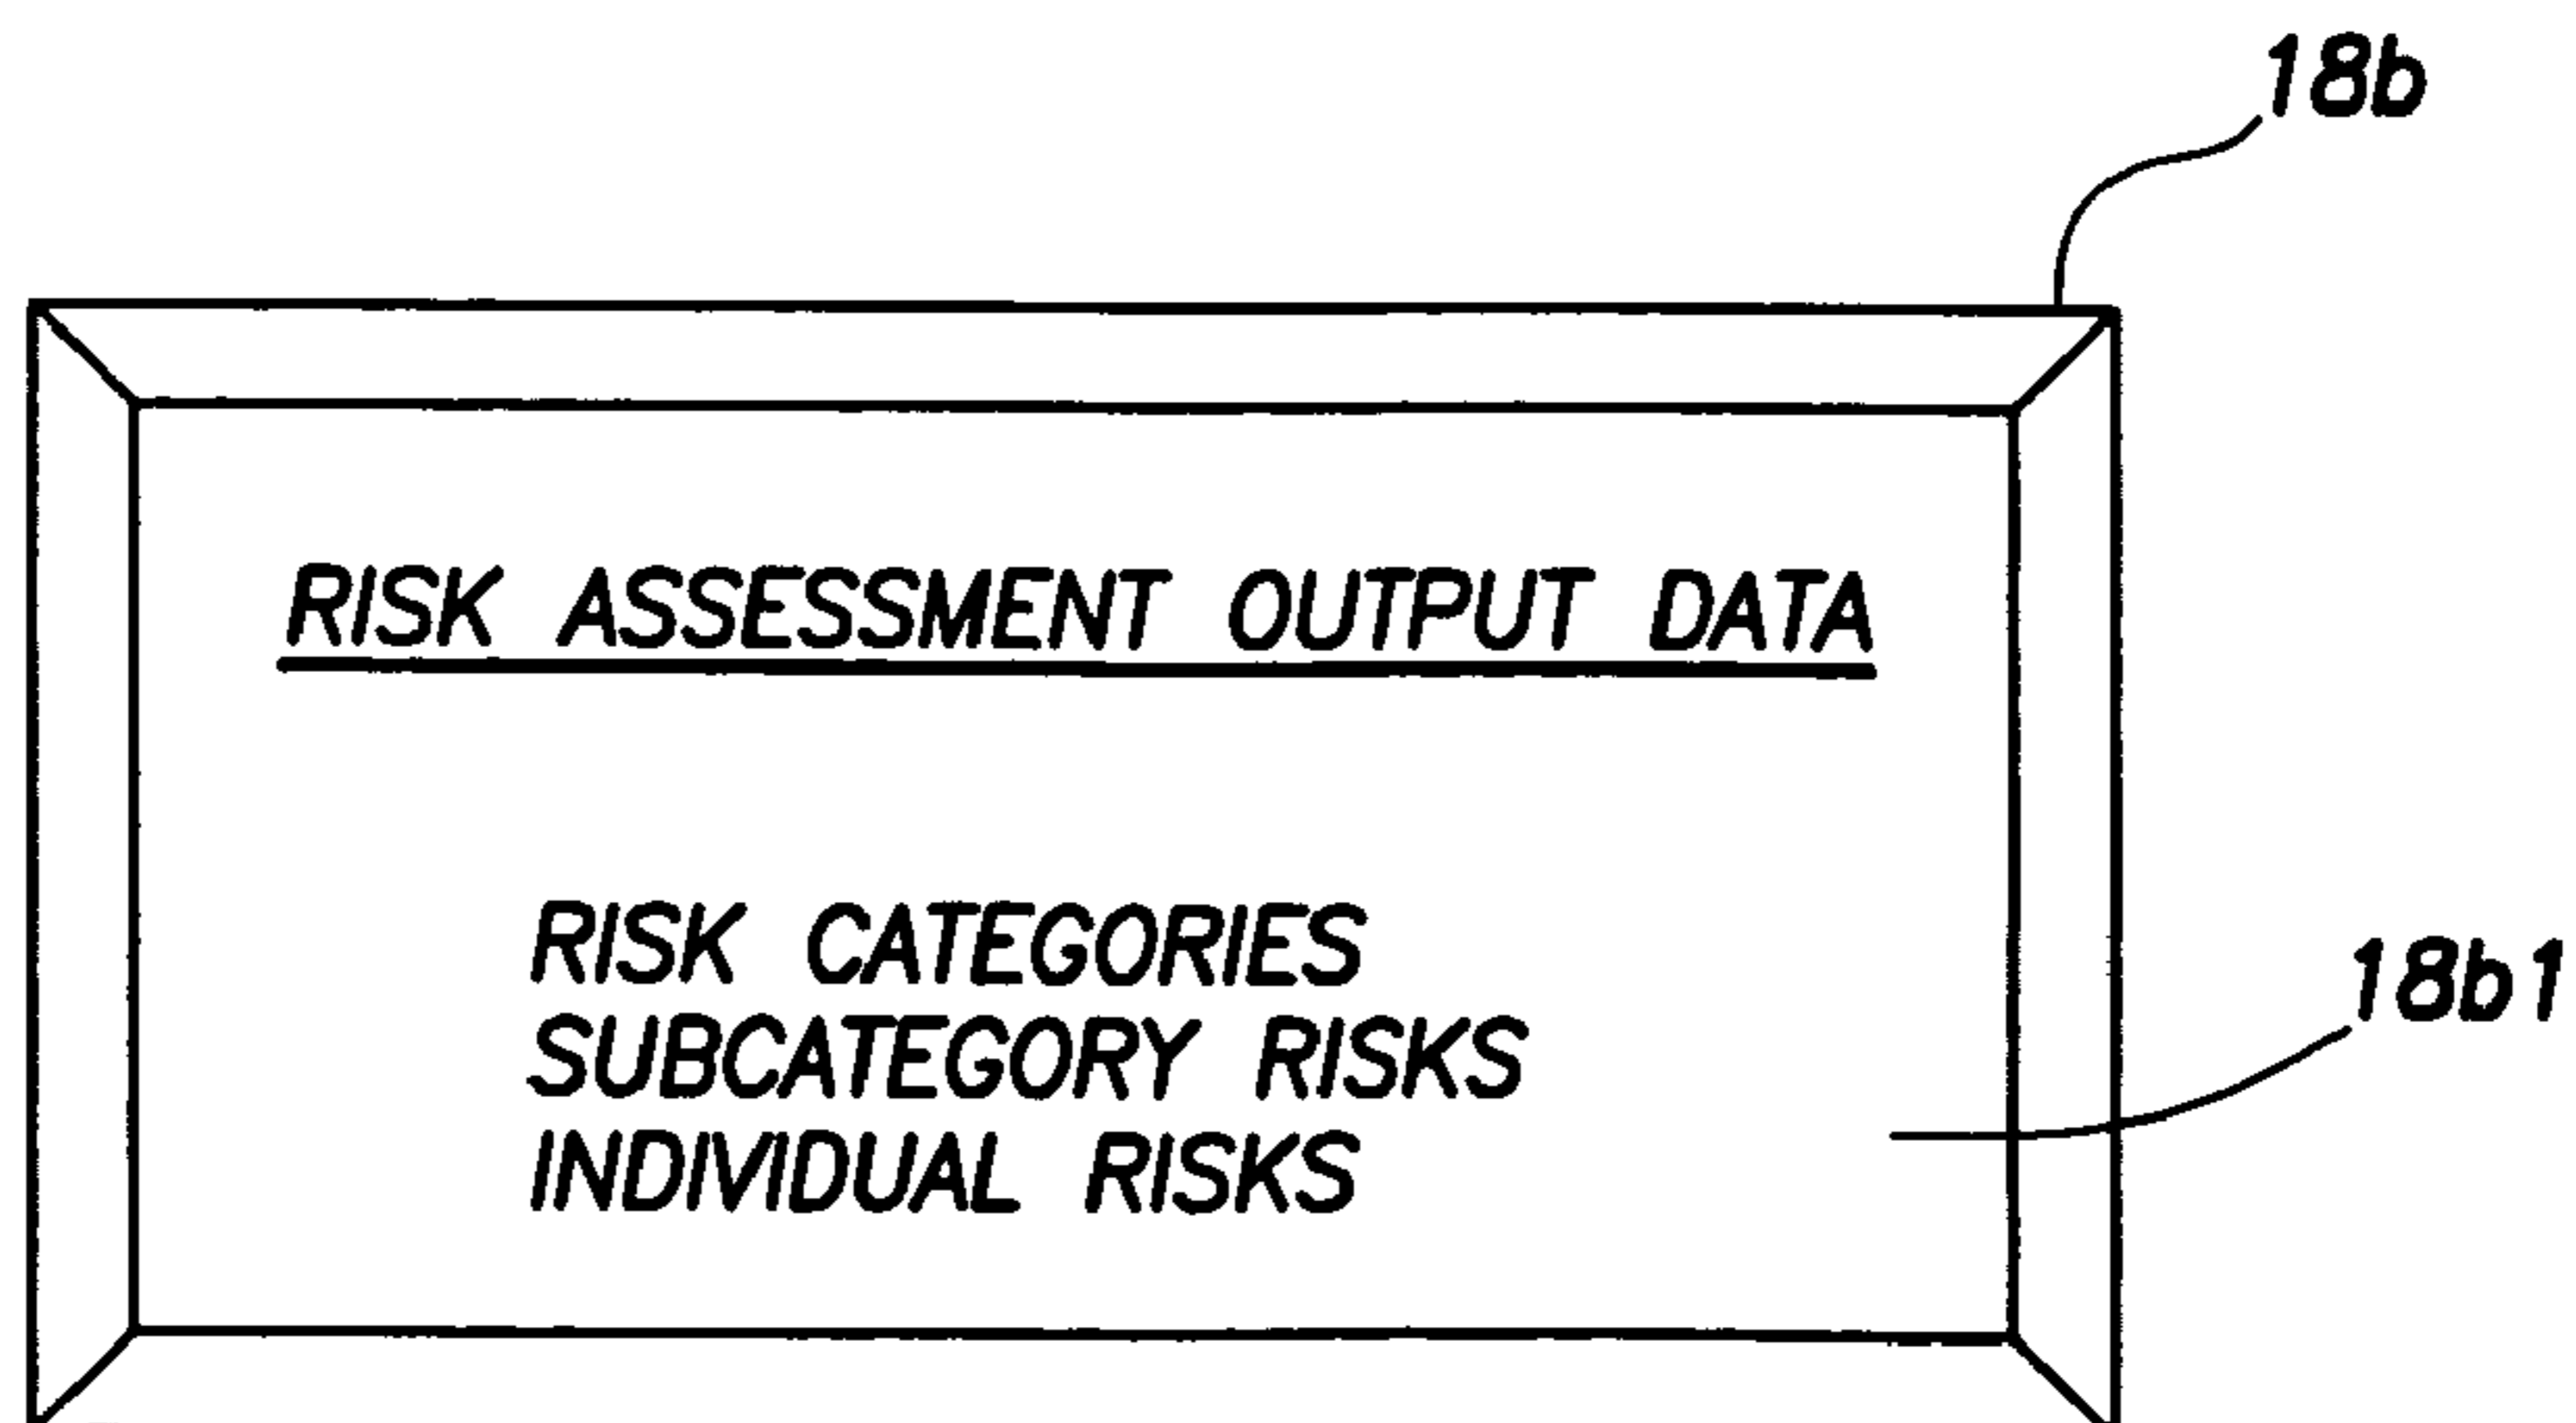 18b
RISK ASSESSMENT OUTPUT DATA
RISK CATEGORIES
18b1
SUBCATEGORY RISKS
INDIVIDUAL RISKS